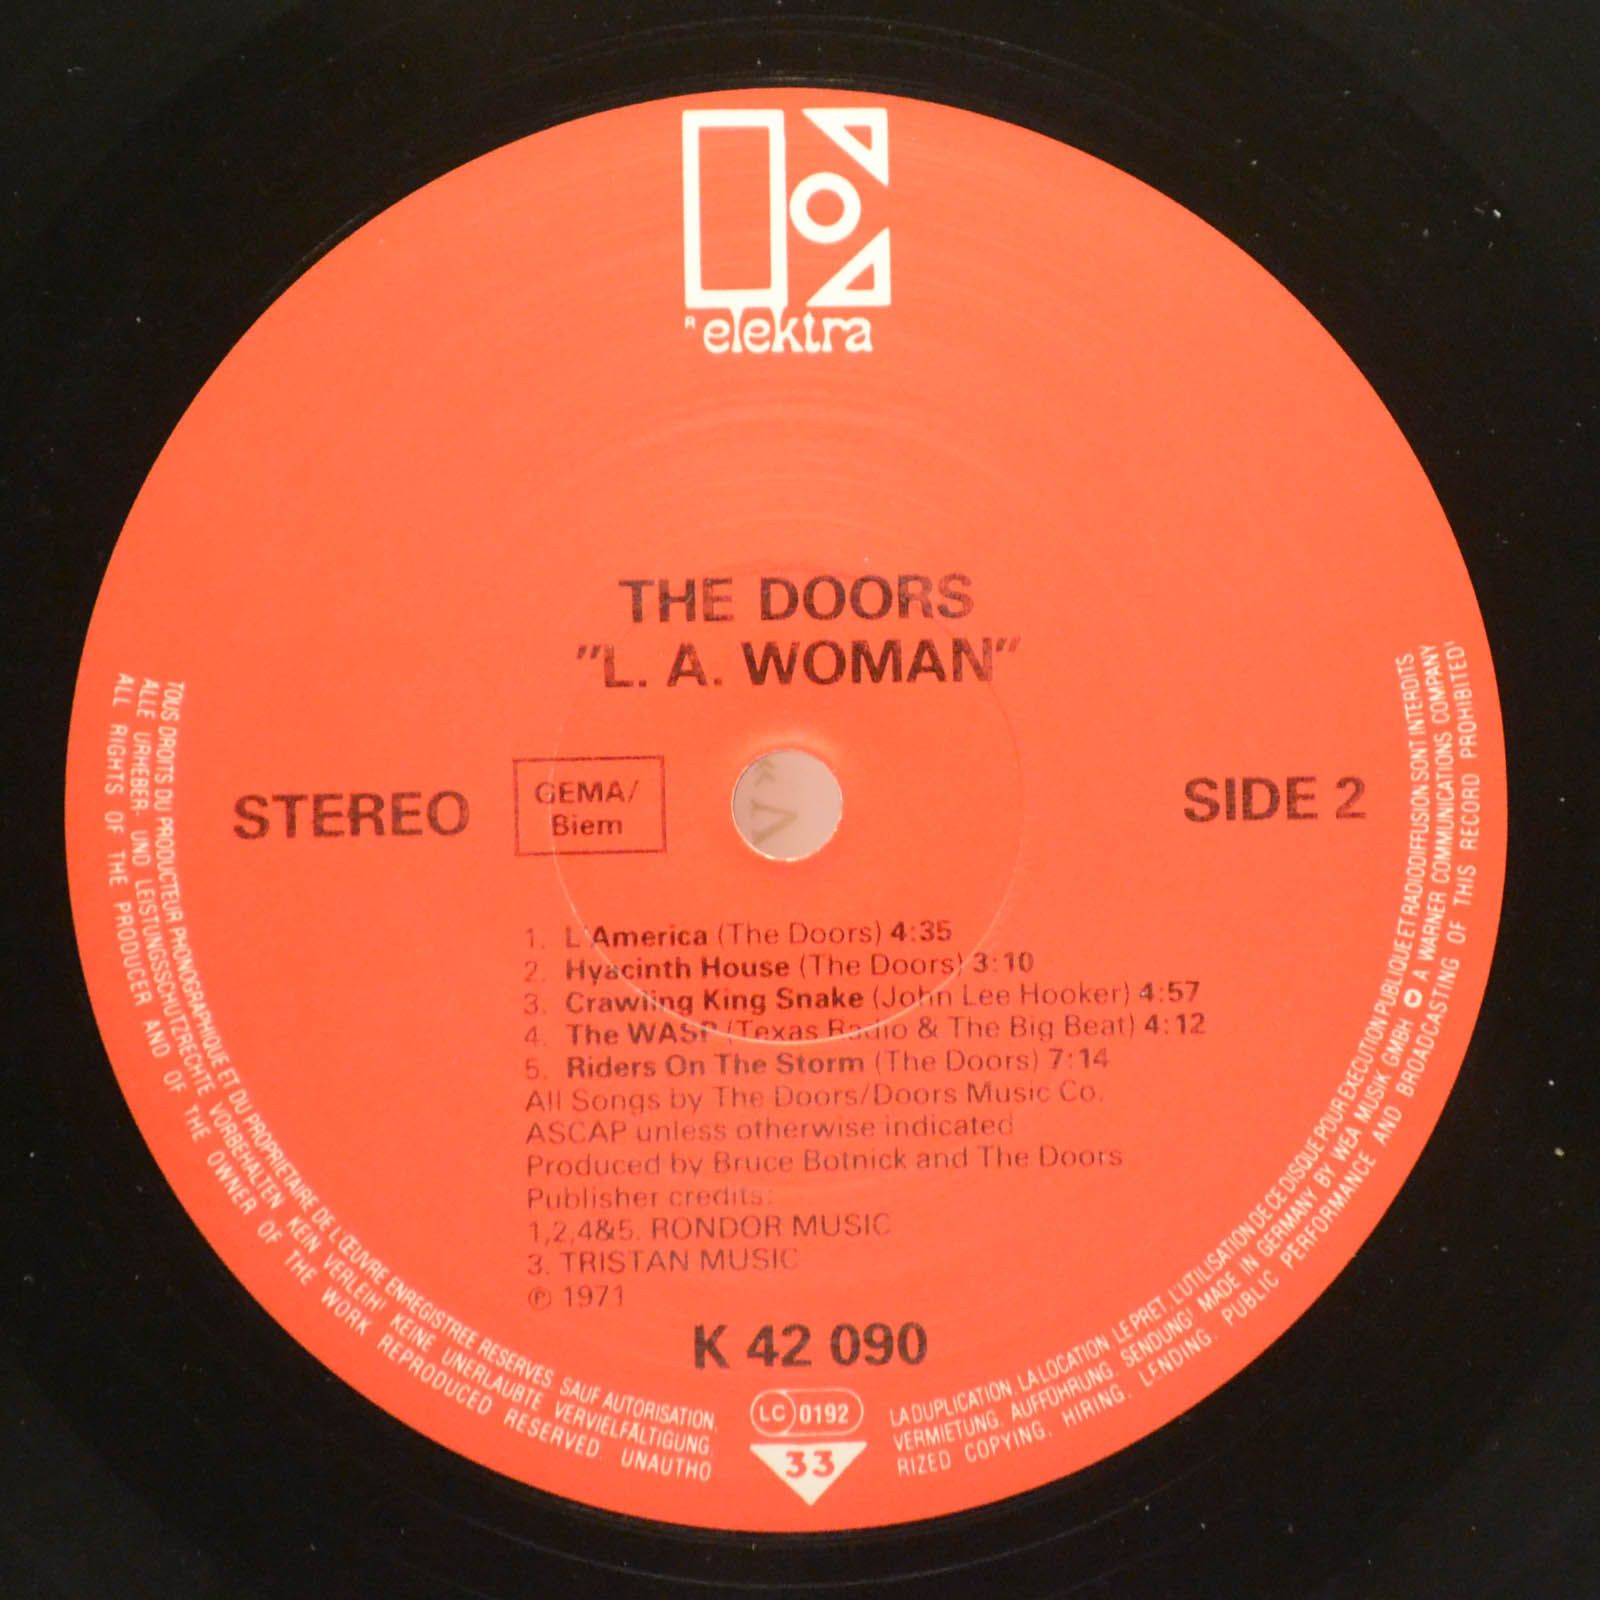 R elektra
THE DOORS
"L. A. WOMAN"
STEREO
GEMA/
Biem
SIDE 2
1. L'America (The Doors) 4:35
2. Hyacinth House (The Doors) 3:10
3. Crawling King Snake (John Lee Hooker) 4:57
4. The WASP (Texas Radio & The Big Beat) 4:12
5. Riders On The Storm (The Doors) 7:14
All Songs by The Doors/Doors Music Co.
ASCAP unless otherwise indicated
Produced by Bruce Botnick and The Doors
Publisher credits:
1,2,4&5. RONDOR MUSIC
3. TRISTAN MUSIC
℗ 1971
K 42 090
LC 0192
33
TOUS DROITS DU PRODUCTEUR PHONOGRAPHIQUE ET DU PROPRIETAIRE DE L'ŒUVRE ENREGISTREE RESERVES SAUF AUTORISATION, LA DUPLICATION, LA LOCATION, LE PRET, L'UTILISATION DE CE DISQUE POUR EXECUTION PUBLIQUE ET RADIODIFFUSION SONT INTERDITS.
ALLE URHEBER- UND LEISTUNGSSCHUTZRECHTE VORBEHALTEN KEIN VERLEIH! KEINE UNERLAUBTE VERVIELFÄLTIGUNG, VERMIETUNG, AUFFÜHRUNG, SENDUNG! MADE IN GERMANY BY WEA MUSIK GMBH A WARNER COMMUNICATIONS COMPANY
ALL RIGHTS OF THE PRODUCER AND OF THE OWNER OF THE WORK REPRODUCED RESERVED. UNAUTHORIZED COPYING, HIRING, LENDING, PUBLIC PERFORMANCE AND BROADCASTING OF THIS RECORD PROHIBITED!